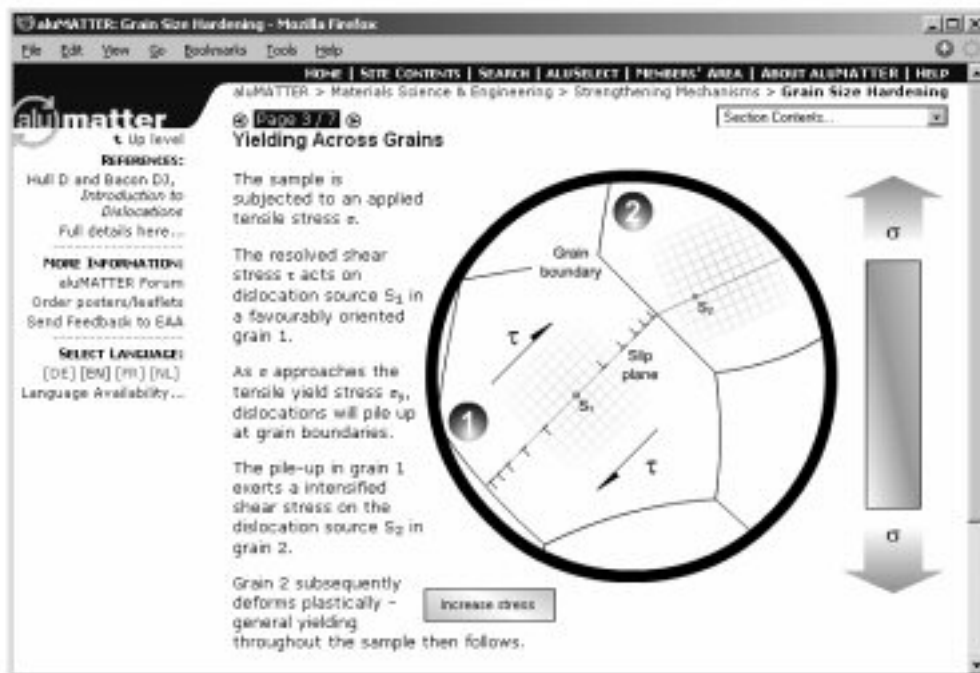 aluMATTER: Grain Size Hardening - Mozilla Firefox
File Edit View Go Bookmarks Tools Help
HOME | SITE CONTENTS | SEARCH | ALUSELECT | MEMBERS' AREA | ABOUT ALUMATTER | HELP
aluMATTER > Materials Science & Engineering > Strengthening Mechanisms > Grain Size Hardening
alumatter
Page 3 / 7
Section Contents...
Up level
REFERENCES:
Hull D and Bacon DJ,
Introduction to
Dislocations
Full details here...
MORE INFORMATION:
aluMATTER Forum
Order posters/leaflets
Send Feedback to EAA
SELECT LANGUAGE:
[DE] [EN] [FR] [NL]
Language Availability...
Yielding Across Grains
The sample is
subjected to an applied
tensile stress σ.
The resolved shear
stress τ acts on
dislocation source S₁ in
a favourably oriented
grain 1.
As σ approaches the
tensile yield stress σᵧ,
dislocations will pile up
at grain boundaries.
The pile-up in grain 1
exerts a intensified
shear stress on the
dislocation source S₂ in
grain 2.
Grain 2 subsequently
deforms plastically -
general yielding
throughout the sample then follows.
2
Grain
boundary
S₂
τ
Slip
plane
S₁
1
τ
σ
σ
Increase stress